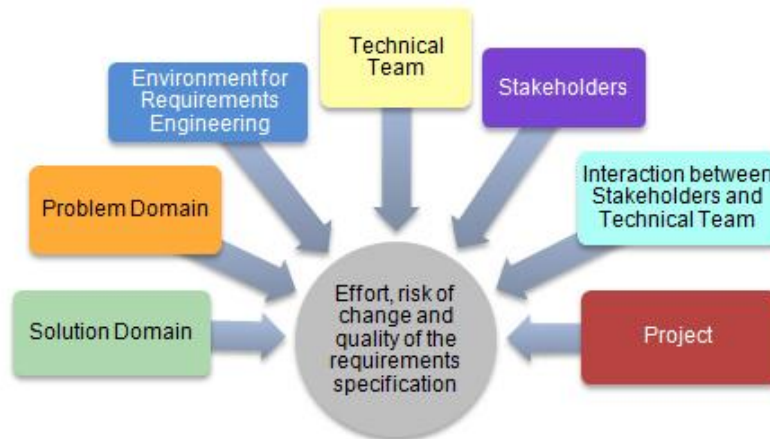 Technical
Team
Environment for
Requirements
Engineering
Stakeholders
Problem Domain
Interaction between
Stakeholders and
Technical Team
Solution Domain
Effort, risk of
change and
quality of the
requirements
specification
Project